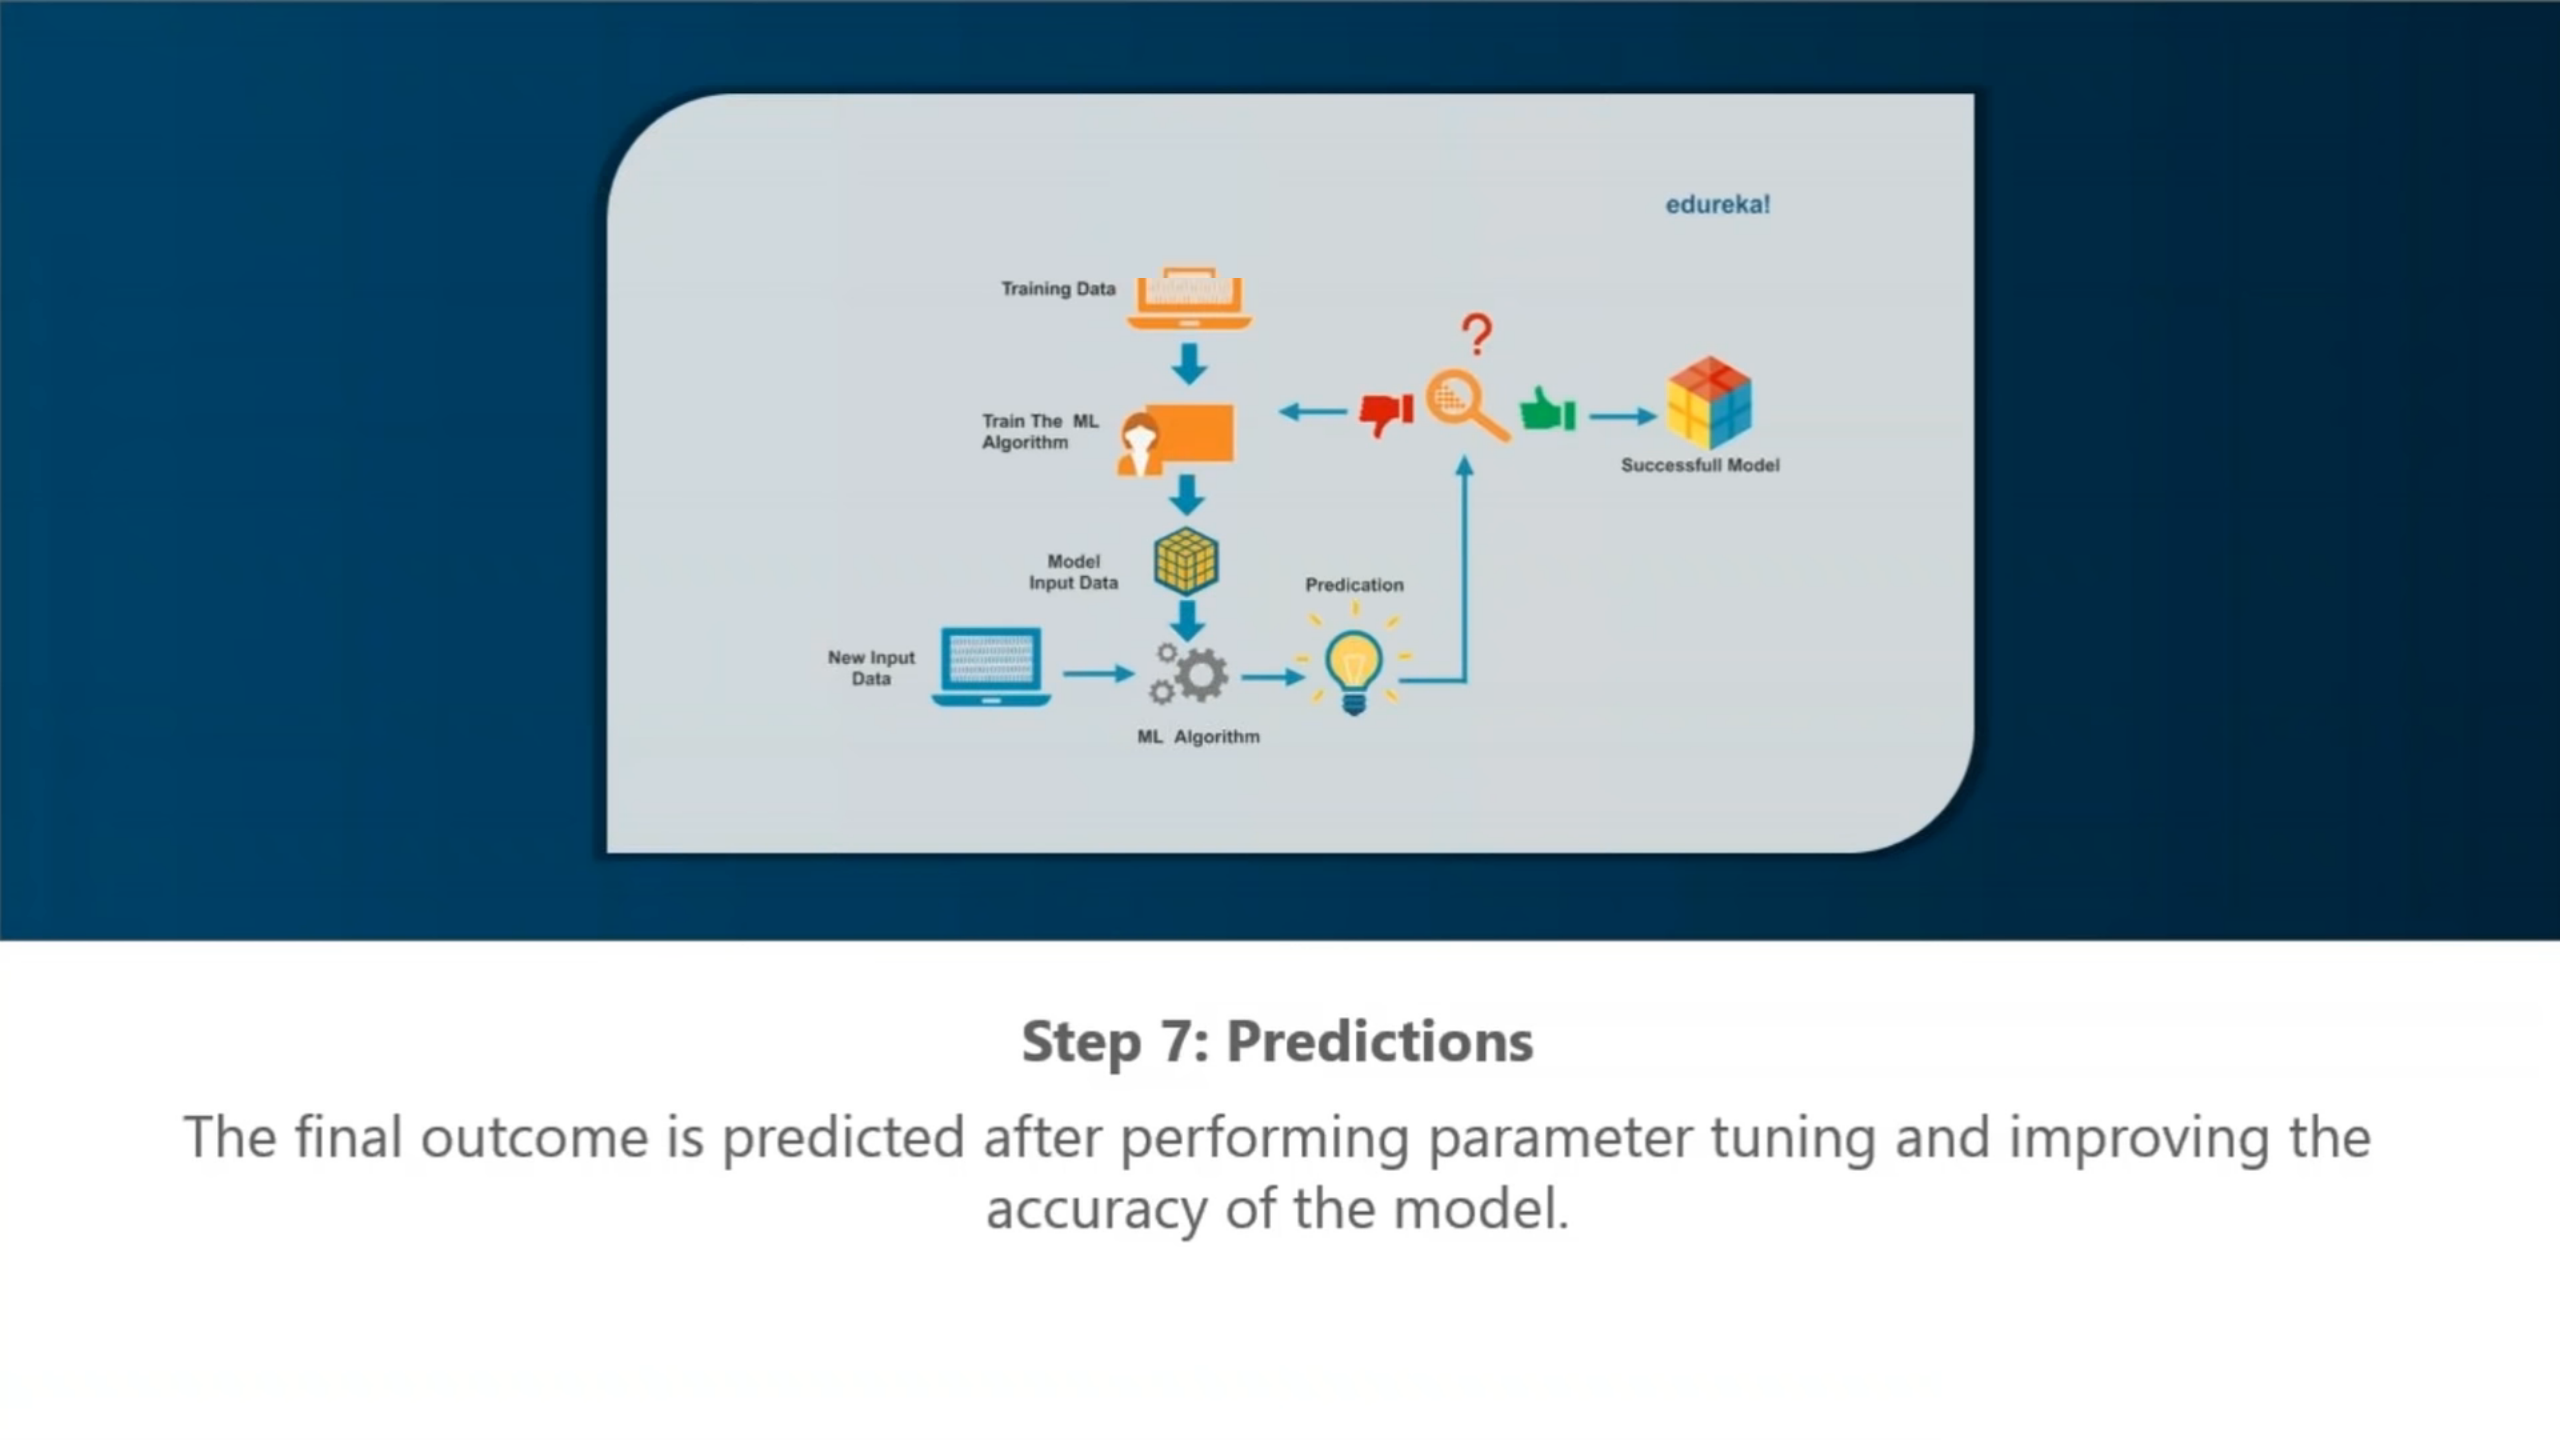 edureka!
Training Data
Train The ML
Algorithm
Successfull Model
Model
Input Data
Predication
New Input
Data
ML Algorithm
Step 7: Predictions
The final outcome is predicted after performing parameter tuning and improving the
accuracy of the model.